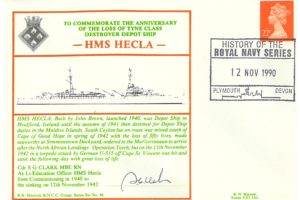 TO COMMEMORATE THE ANNIVERSARY
OF THE LOSS OF TYNE CLASS
DESTROYER DEPOT SHIP
HMS HECLA
HISTORY OF THE
ROYAL NAVY SERIES
12 NOV 1990
PLYMOUTH DEVON
HMS HECLA, Built by John Brown, launched 1940, was Depot Ship in
Hvalfjord, Iceland until the autumn of 1941 then destined for Depot Ship
duties in the Maldive Islands, South Ceylon but en route was mined south of
Cape of Good Hope in spring of 1942 with the loss of fifty lives, made
seaworthy at Simonstown Dockyard, ordered to the Mediterranean to arrive
after the North African Landings- Operation Torch, but on the 11th November
1942 in a torpedo attack by German U-515 off Cape St. Vincent was hit and
sank the following day with great loss of life
Cdr S G CLARK MBE RN
As Lt-Education Officer HMS Hecla
from Commissioning in 1940 to
the sinking on 12th November 1942